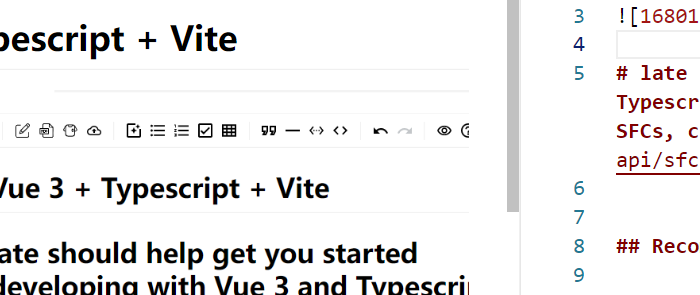 pescript + Vite
Vue 3 + Typescript + Vite
ate should help get you started
developing with Vue 3 and Typescri
3 ![16801
4
5 # late
Typescr
SFCs, c
api/sfc
6
7
8 ## Reco
9